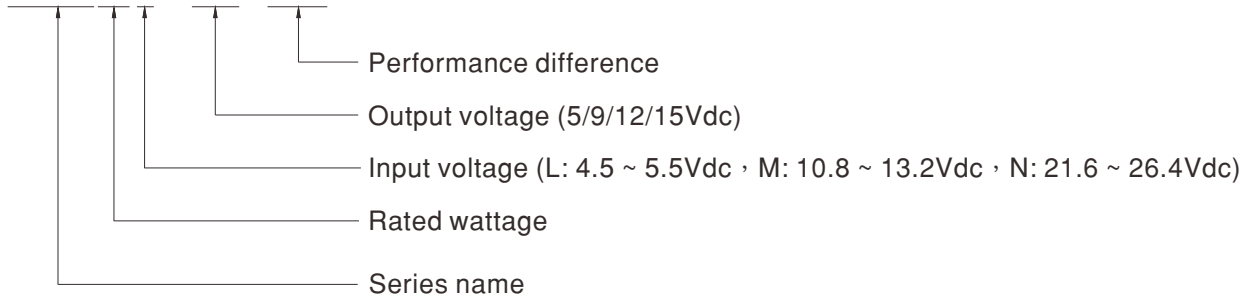 Performance difference
Output voltage (5/9/12/15Vdc)
Input voltage (L: 4.5 ~ 5.5Vdc，M: 10.8 ~ 13.2Vdc，N: 21.6 ~ 26.4Vdc)
Rated wattage
Series name